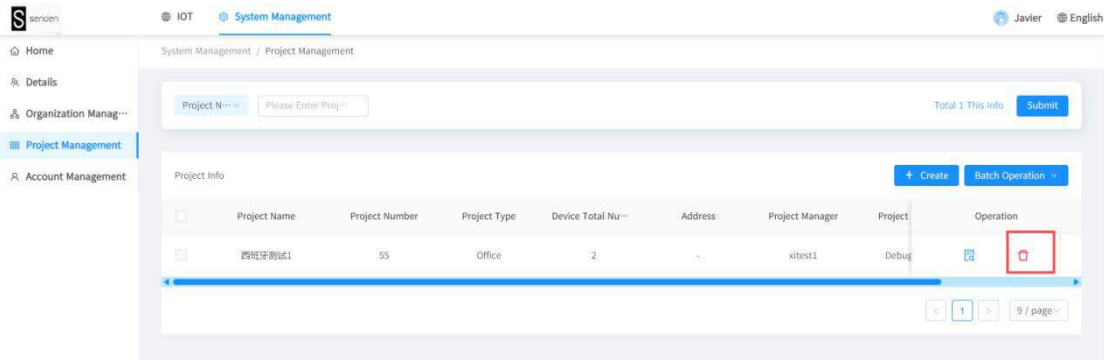 S senden
IOT
System Management
Javier
English
Home
Details
Organization Manag···
Project Management
Account Management
System Management / Project Management
Project N···
Please Enter Proj···
Total 1 This Info
Submit
Project Info
+ Create
Batch Operation
Project Name Project Number Project Type Device Total Nu··· Address Project Manager Project Operation
西班牙测试1 55 Office 2 - xitest1 Debug
< 1 > 9 / page